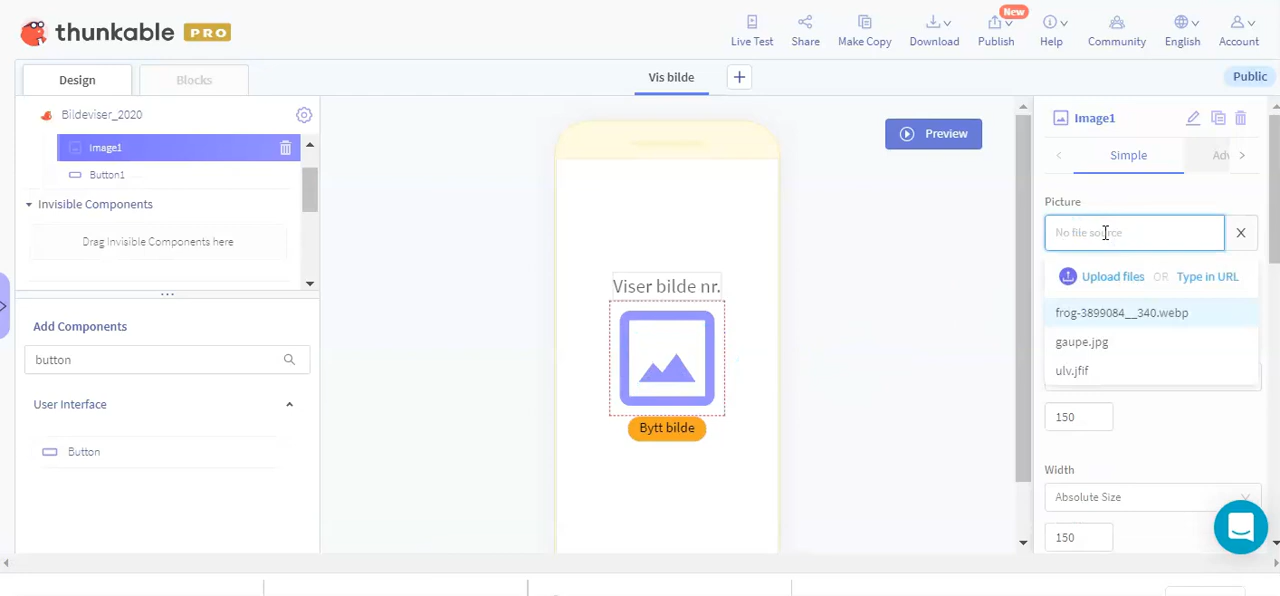 thunkable PRO
Live Test
Share
Make Copy
Download
New
Publish
Help
Community
English
Account
Design
Blocks
Vis bilde
+
Public
Bildeviser_2020
Image1
Button1
Invisible Components
Drag Invisible Components here
Add Components
button
User Interface
Button
Preview
Viser bilde nr.
Bytt bilde
Image1
Simple
Adv
Picture
No file source
Upload files OR Type in URL
frog-3899084__340.webp
gaupe.jpg
ulv.jfif
150
Width
Absolute Size
150